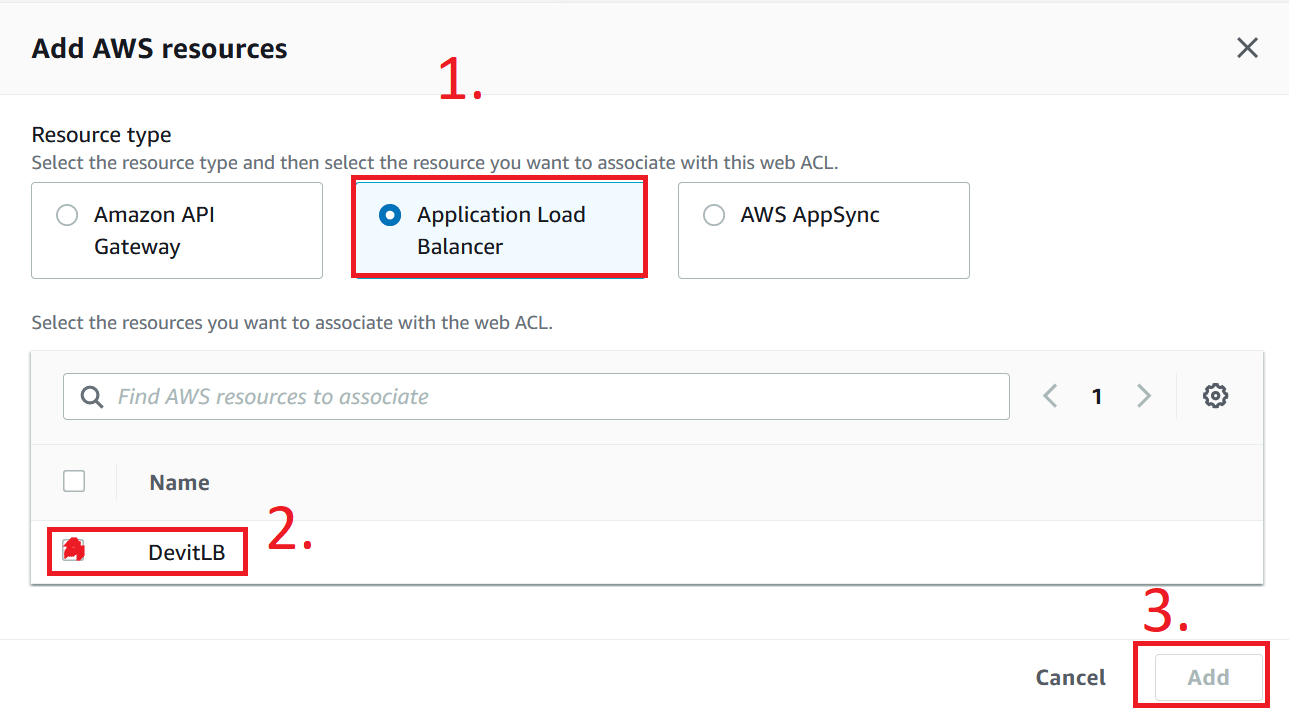 Add AWS resources
1.
Resource type
Select the resource type and then select the resource you want to associate with this web ACL.
Amazon API
Gateway
Application Load
Balancer
AWS AppSync
Select the resources you want to associate with the web ACL.
Find AWS resources to associate
1
Name
DevitLB
2.
3.
Cancel
Add